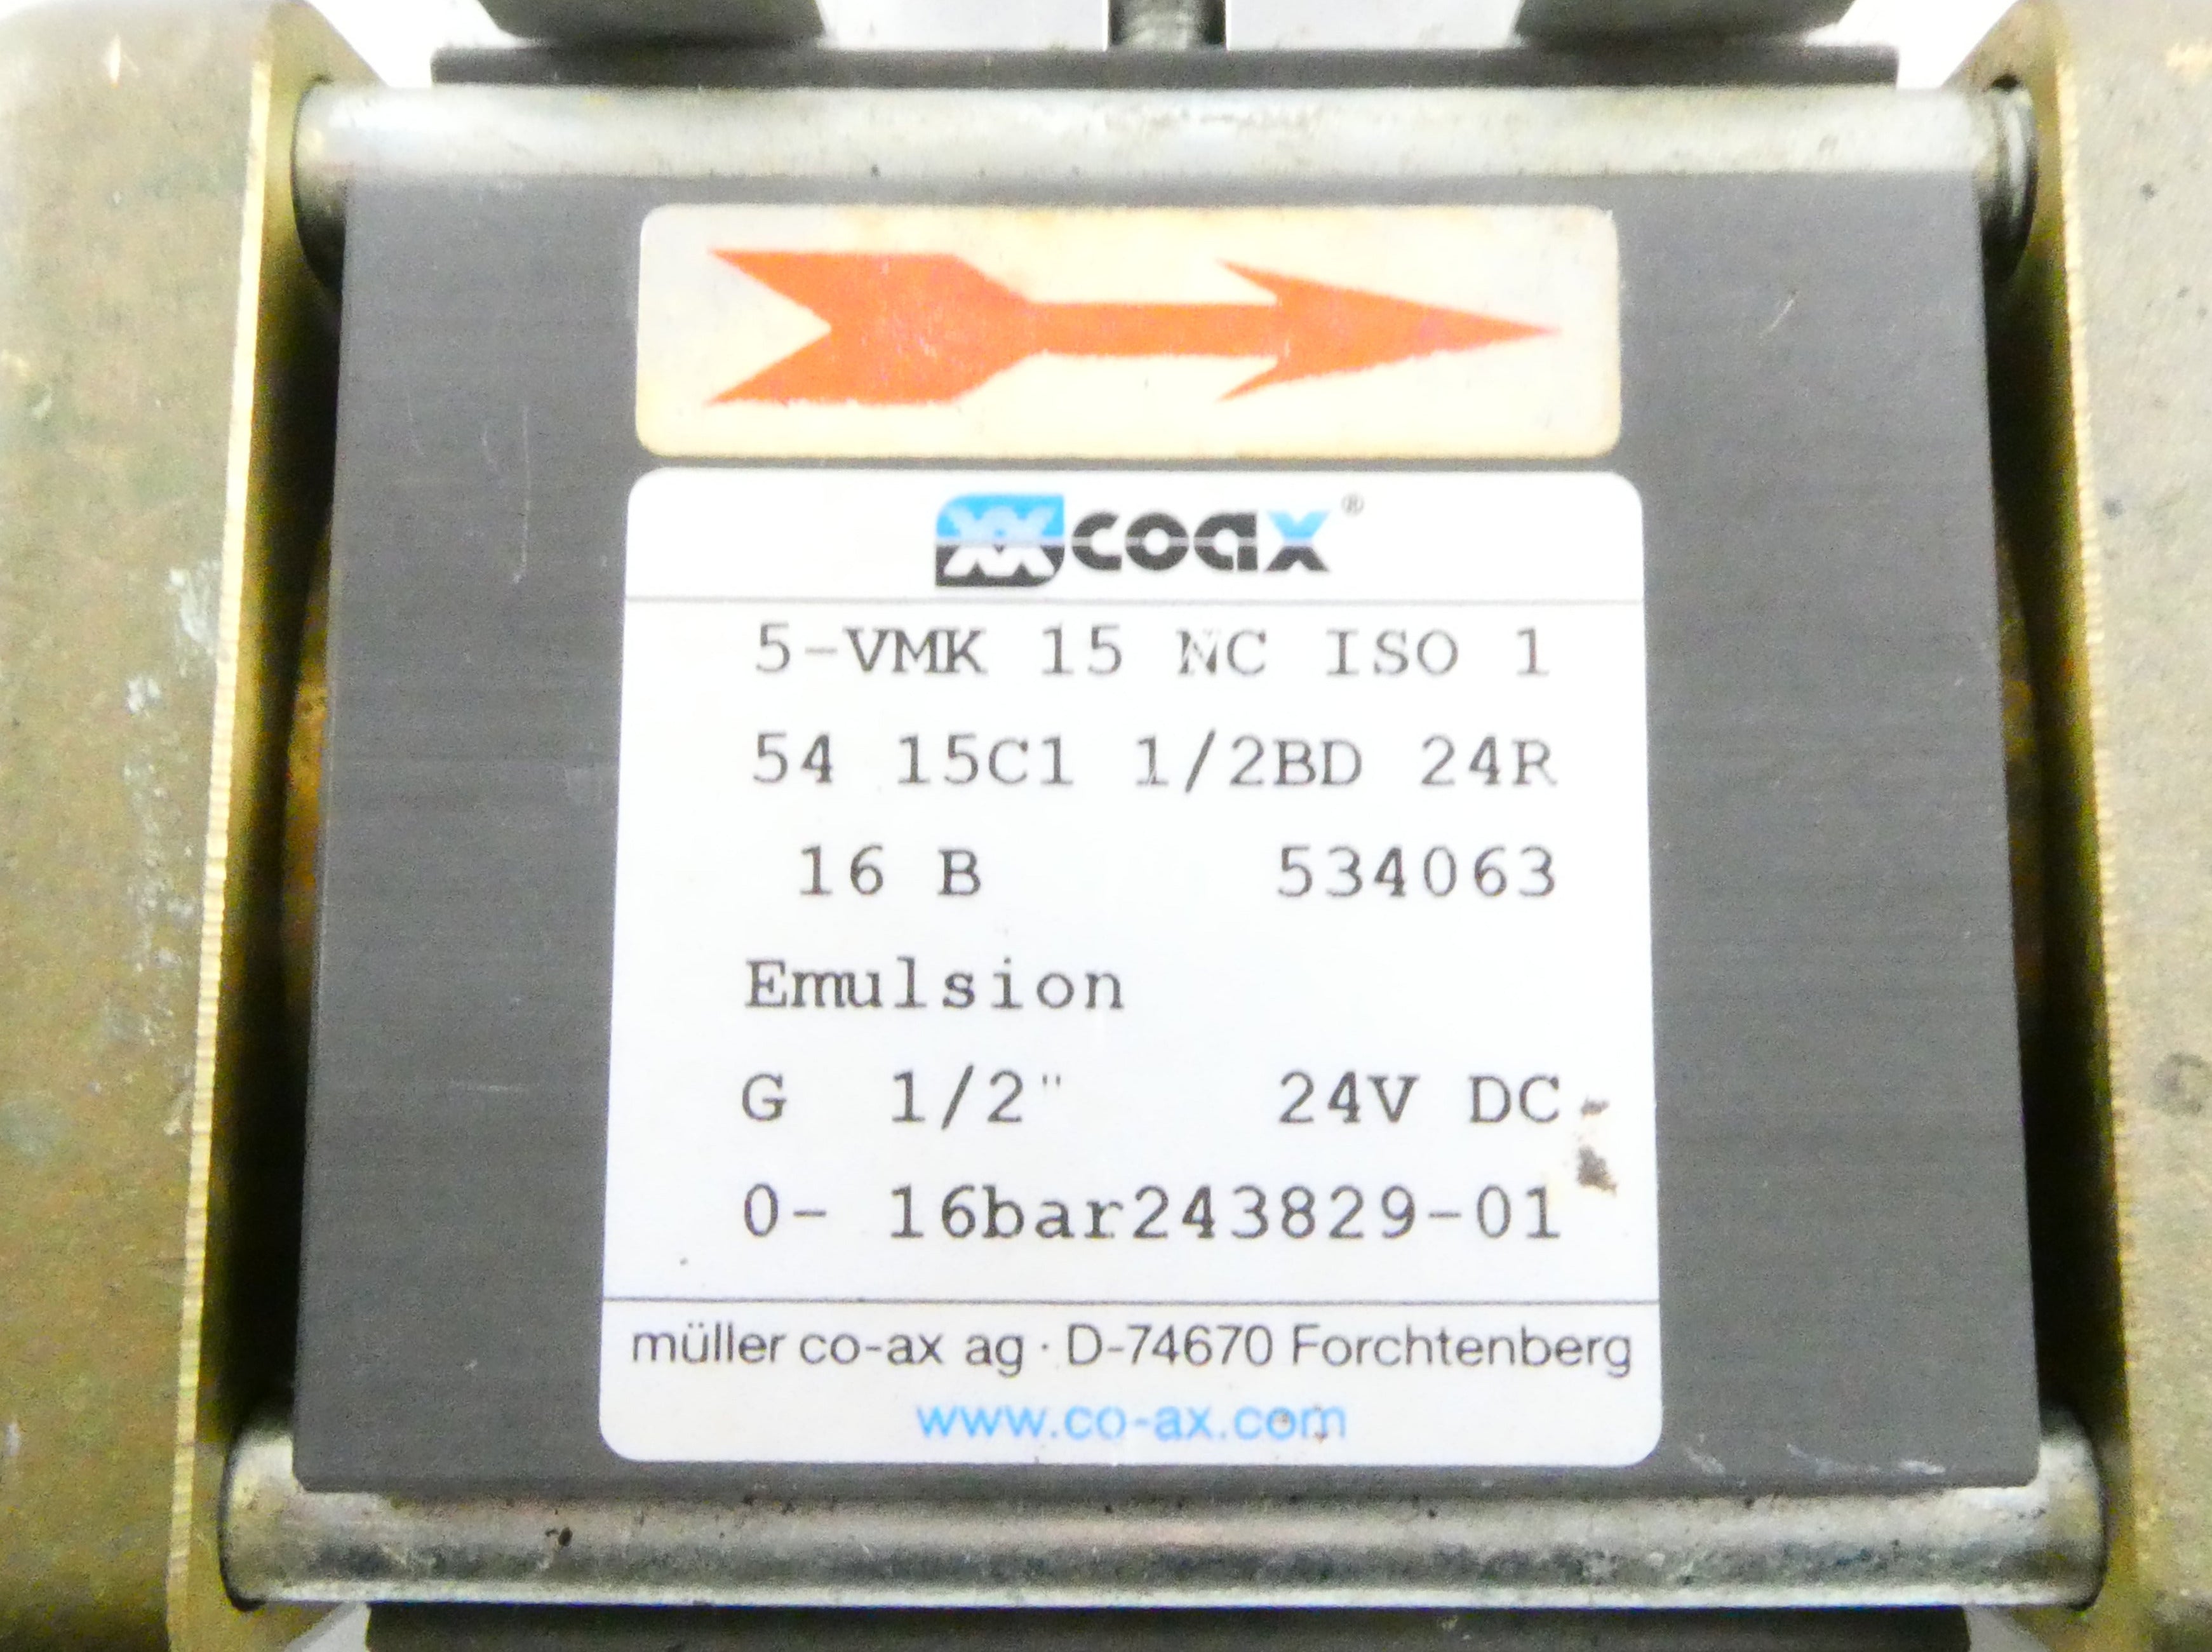 coax®
5-VMK 15 NC ISO 1
54 15C1 1/2BD 24R
16 B 534063
Emulsion
G 1/2" 24V DC
0- 16bar243829-01
müller co-ax ag · D-74670 Forchtenberg
www.co-ax.com